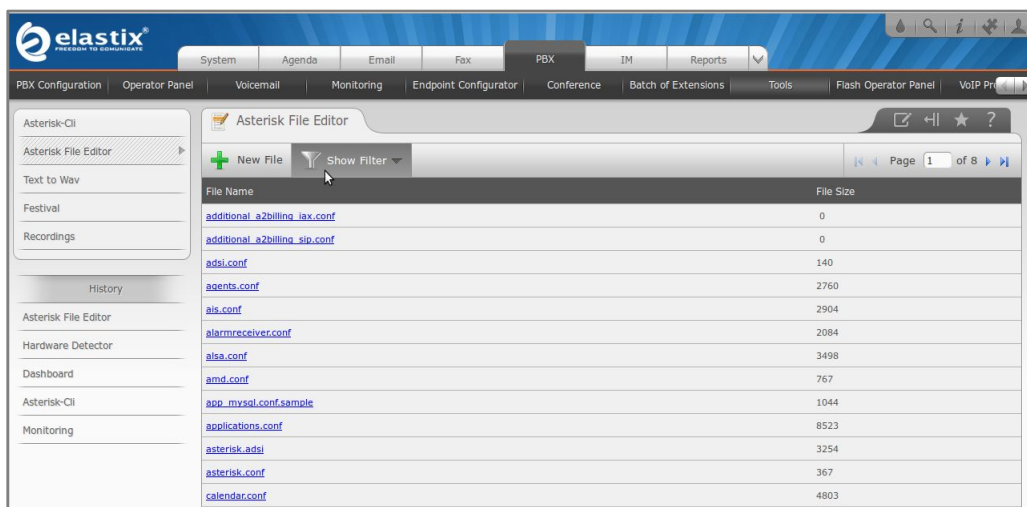 elastix®
FREEDOM TO COMUNICATE
System Agenda Email Fax PBX IM Reports
PBX Configuration Operator Panel Voicemail Monitoring Endpoint Configurator Conference Batch of Extensions Tools Flash Operator Panel VoIP
Asterisk-Cli
Asterisk File Editor
Text to Wav
Festival
Recordings
History
Asterisk File Editor
Hardware Detector
Dashboard
Asterisk-Cli
Monitoring
Asterisk File Editor ?
New File Show Filter Page 1 of 8
File Name File Size
additional_a2billing_iax.conf 0
additional_a2billing_sip.conf 0
adsi.conf 140
agents.conf 2760
ais.conf 2904
alarmreceiver.conf 2084
alsa.conf 3498
amd.conf 767
app_mysql.conf.sample 1044
applications.conf 8523
asterisk.adsi 3254
asterisk.conf 367
calendar.conf 4803